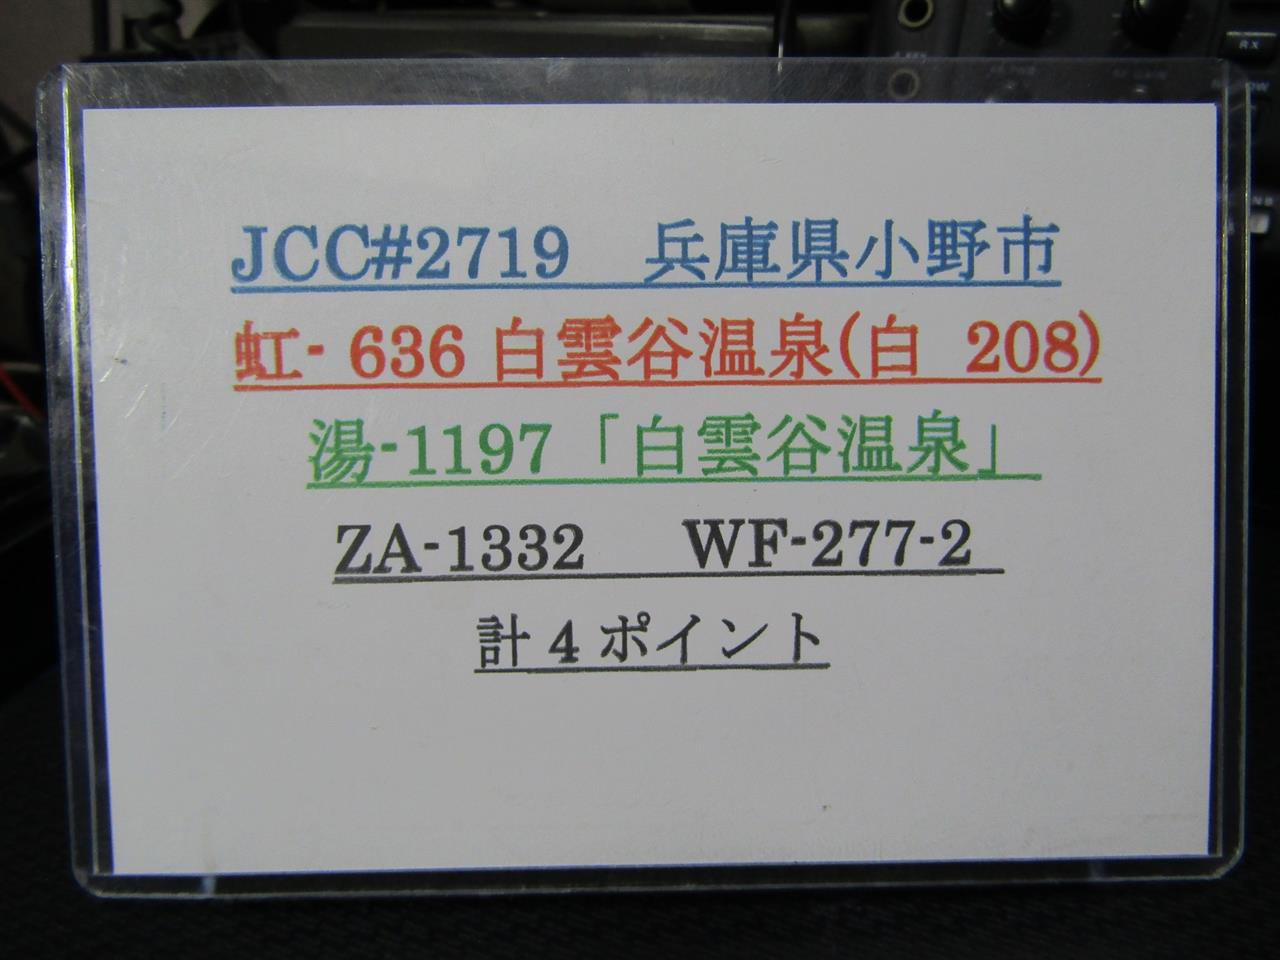 RX
JCC#2719 兵庫県小野市
虹- 636 白雲谷温泉(白 208)
湯-1197「白雲谷温泉」
ZA-1332 WF-277-2
計 4 ポイント